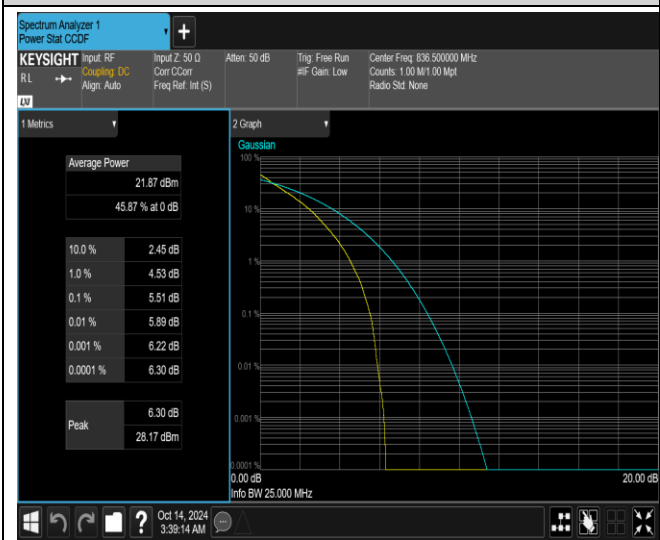 Spectrum Analyzer 1
Power Stat CCDF
+
KEYSIGHT
RL
LXI
Input: RF
Coupling: DC
Align: Auto
Input Z: 50 Ω
Corr CCorr
Freq Ref: Int (S)
Atten: 50 dB
Trig: Free Run
#IF Gain: Low
Center Freq: 836.500000 MHz
Counts: 1.00 M/1.00 Mpt
Radio Std: None
1 Metrics
Average Power
21.87 dBm
45.87 % at 0 dB
10.0 % 2.45 dB
1.0 % 4.53 dB
0.1 % 5.51 dB
0.01 % 5.89 dB
0.001 % 6.22 dB
0.0001 % 6.30 dB
Peak
6.30 dB
28.17 dBm
2 Graph
Gaussian
100 %
10 %
1 %
0.1 %
0.01 %
0.001 %
0.0001 %
0.00 dB
20.00 dB
Info BW 25.000 MHz
?
Oct 14, 2024
3:39:14 AM